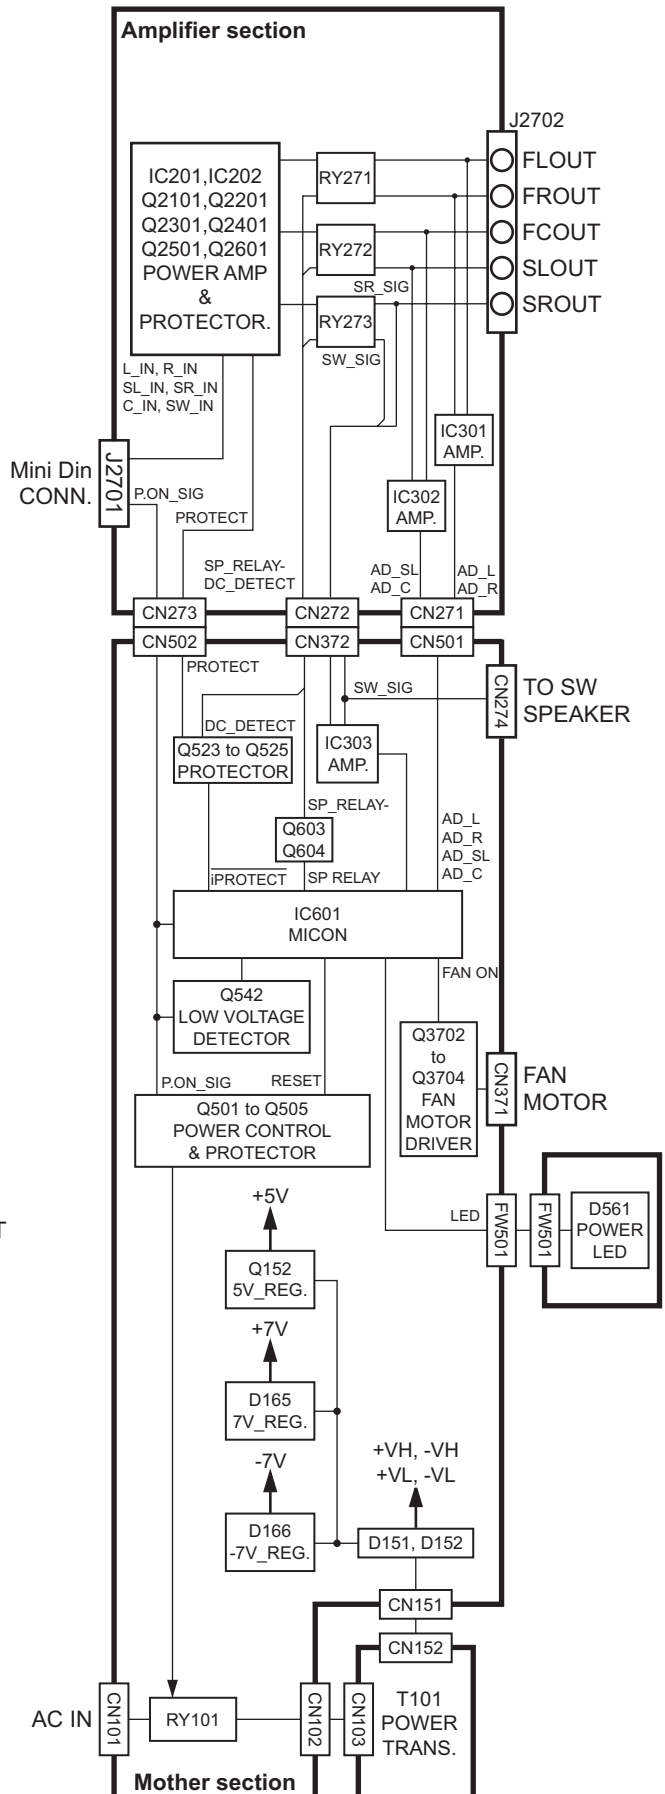 Amplifier section
J2702
IC201,IC202
Q2101,Q2201
Q2301,Q2401
Q2501,Q2601
POWER AMP
&
PROTECTOR.
RY271
RY272
SR_SIG
RY273
SW_SIG
FLOUT
FROUT
FCOUT
SLOUT
SROUT
L_IN, R_IN
SL_IN, SR_IN
C_IN, SW_IN
IC301
AMP.
Mini Din
CONN.
J2701
P.ON_SIG
PROTECT
IC302
AMP.
SP_RELAY-
DC_DETECT
AD_SL
AD_C
AD_L
AD_R
CN273
CN272
CN271
CN502
CN372
CN501
PROTECT
SW_SIG
CN274
TO SW
SPEAKER
DC_DETECT
Q523 to Q525
PROTECTOR
IC303
AMP.
SP_RELAY-
Q603
Q604
AD_L
AD_R
AD_SL
AD_C
iPROTECT
SP RELAY
IC601
MICON
FAN ON
Q542
LOW VOLTAGE
DETECTOR
Q3702
to
Q3704
FAN
MOTOR
DRIVER
CN371
FAN
MOTOR
P.ON_SIG
RESET
Q501 to Q505
POWER CONTROL
& PROTECTOR
LED
FW501
FW501
D561
POWER
LED
T
+5V
Q152
5V_REG.
+7V
D165
7V_REG.
-7V
D166
-7V_REG.
+VH, -VH
+VL, -VL
D151, D152
CN151
CN152
AC IN
CN101
RY101
CN102
CN103
T101
POWER
TRANS.
Mother section